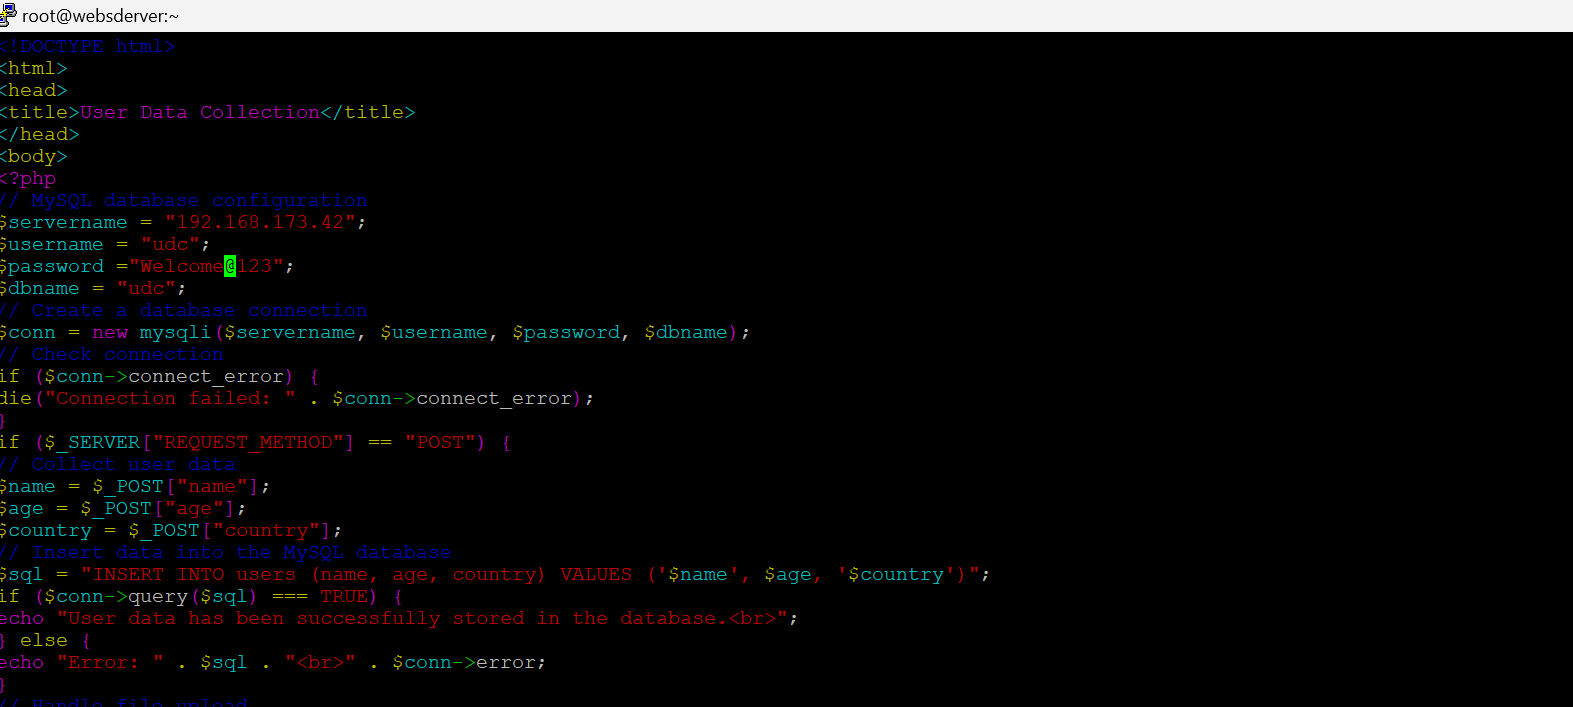 root@websderver:~
<!DOCTYPE html>
<html>
<head>
<title>User Data Collection</title>
</head>
<body>
<?php
// MySQL database configuration
$servername = "192.168.173.42";
$username = "udc";
$password ="Welcome@123";
$dbname = "udc";
// Create a database connection
$conn = new mysqli($servername, $username, $password, $dbname);
// Check connection
if ($conn->connect_error) {
die("Connection failed: " . $conn->connect_error);
}
if ($_SERVER["REQUEST_METHOD"] == "POST") {
// Collect user data
$name = $_POST["name"];
$age = $_POST["age"];
$country = $_POST["country"];
// Insert data into the MySQL database
$sql = "INSERT INTO users (name, age, country) VALUES ('$name', $age, '$country')";
if ($conn->query($sql) === TRUE) {
echo "User data has been successfully stored in the database.<br>";
} else {
echo "Error: " . $sql . "<br>" . $conn->error;
}
// Handle file upload